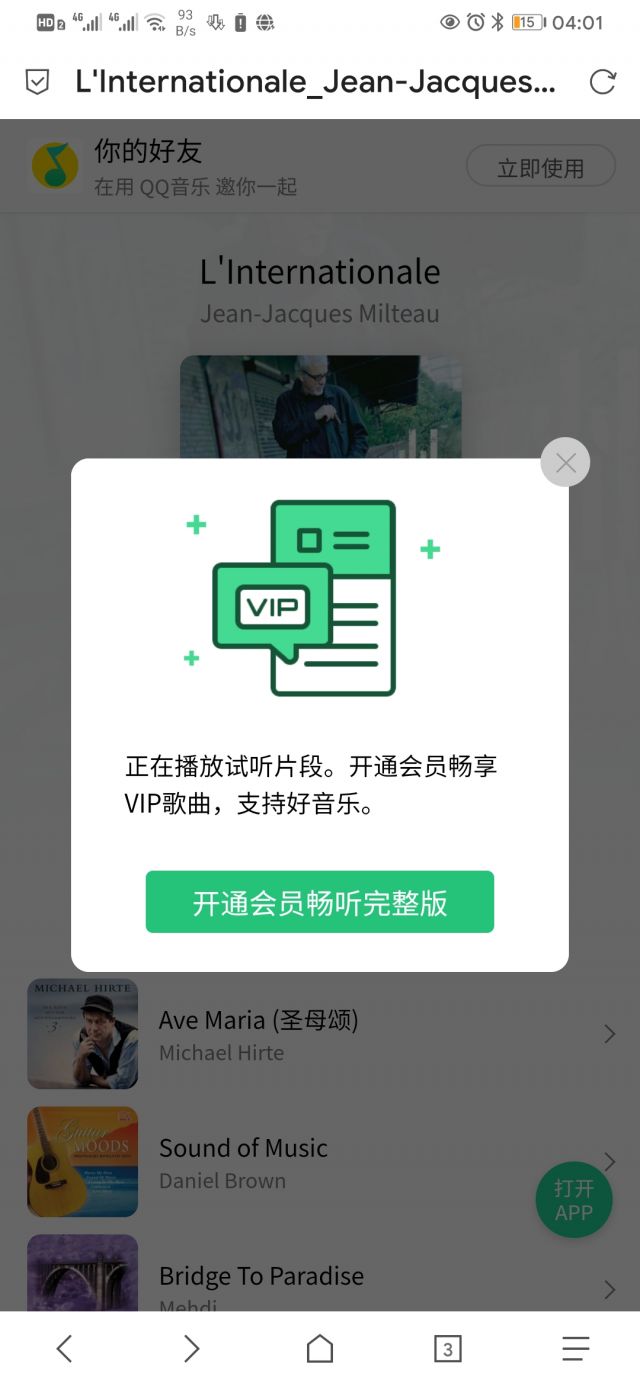 HD 2 4G 4G 93 B/s 15 04:01
L'Internationale_Jean-Jacques...
你的好友
在用 QQ音乐 邀你一起
立即使用
L'Internationale
Jean-Jacques Milteau
VIP
正在播放试听片段。开通会员畅享
VIP歌曲，支持好音乐。
开通会员畅听完整版
MICHAEL HIRTE
3
Ave Maria (圣母颂)
Michael Hirte
Guitar
MOODS
Sound of Music
Daniel Brown
打开
APP
Bridge To Paradise
Mehdi
3